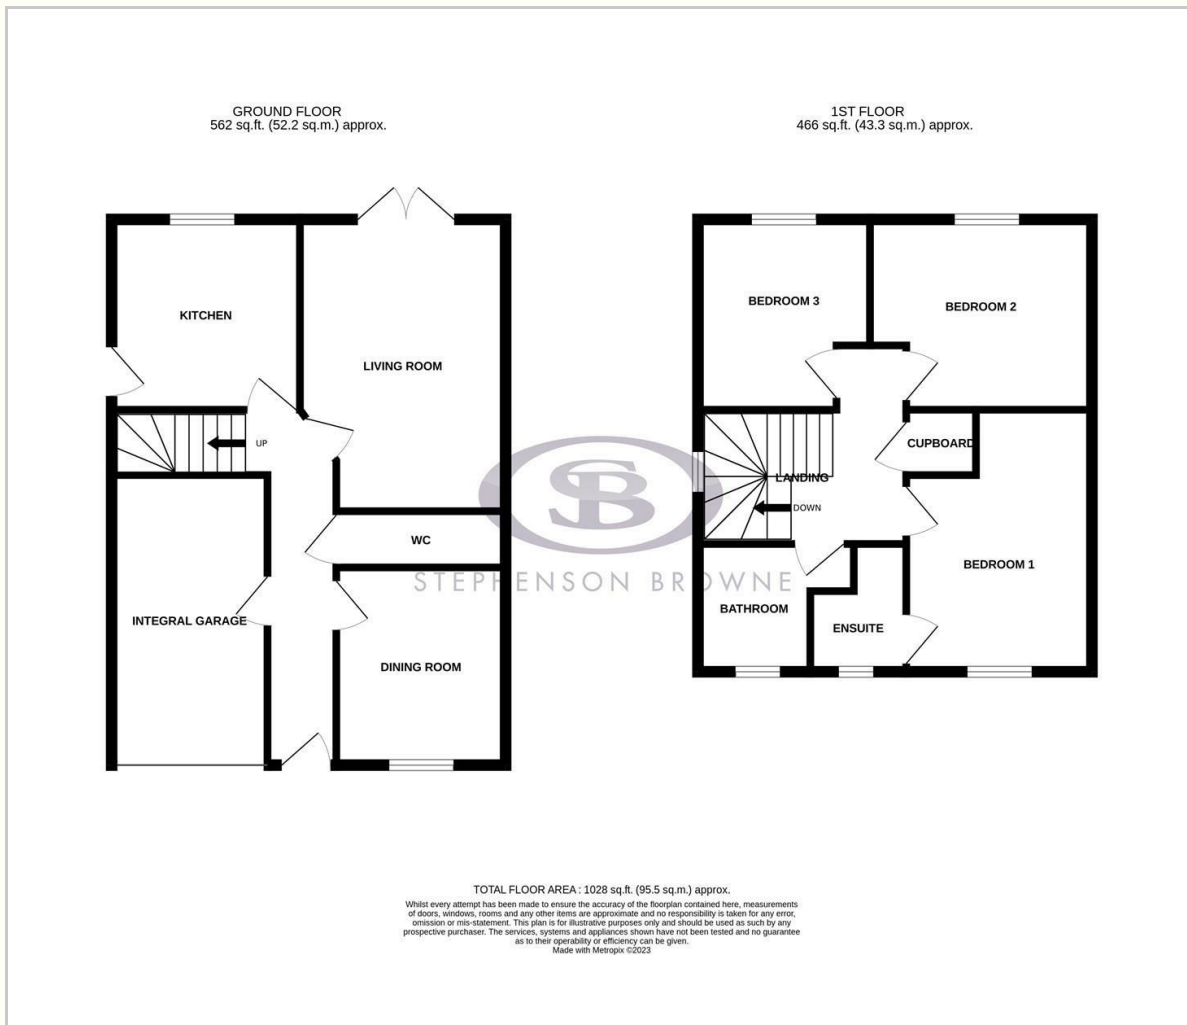 GROUND FLOOR
562 sq.ft. (52.2 sq.m.) approx.
1ST FLOOR
466 sq.ft. (43.3 sq.m.) approx.
KITCHEN
LIVING ROOM
UP
WC
INTEGRAL GARAGE
DINING ROOM
BEDROOM 3
BEDROOM 2
CUPBOARD
LANDING
DOWN
BEDROOM 1
BATHROOM
ENSUITE
SB
STEPHENSON BROWNE
TOTAL FLOOR AREA : 1028 sq.ft. (95.5 sq.m.) approx.
Whilst every attempt has been made to ensure the accuracy of the floorplan contained here, measurements
of doors, windows, rooms and any other items are approximate and no responsibility is taken for any error,
omission or mis-statement. This plan is for illustrative purposes only and should be used as such by any
prospective purchaser. The services, systems and appliances shown have not been tested and no guarantee
as to their operability or efficiency can be given.
Made with Metropix ©2023